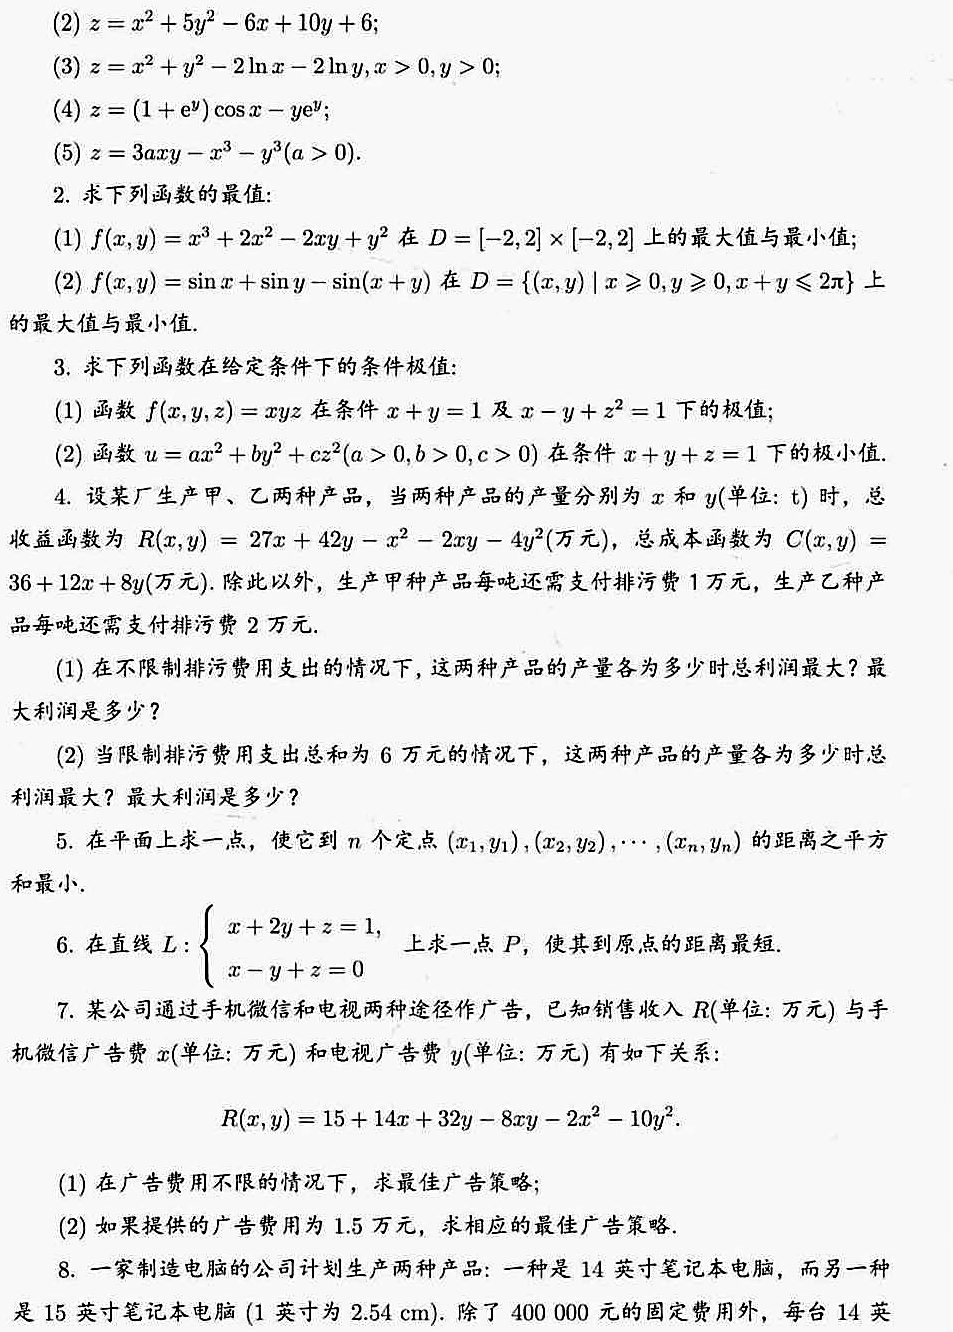 (2) z = x² + 5y² − 6x + 10y + 6;
(3) z = x² + y² − 2 ln x − 2 ln y, x > 0, y > 0;
(4) z = (1 + eʸ) cos x − yeʸ;
(5) z = 3axy − x³ − y³(a > 0).
2. 求下列函数的最值:
(1) f(x, y) = x³ + 2x² − 2xy + y² 在 D = [−2, 2] × [−2, 2] 上的最大值与最小值;
(2) f(x, y) = sin x + sin y − sin(x + y) 在 D = {(x, y) | x ⩾ 0, y ⩾ 0, x + y ⩽ 2π} 上
的最大值与最小值.
3. 求下列函数在给定条件下的条件极值:
(1) 函数 f(x, y, z) = xyz 在条件 x + y = 1 及 x − y + z² = 1 下的极值;
(2) 函数 u = ax² + by² + cz²(a > 0, b > 0, c > 0) 在条件 x + y + z = 1 下的极小值.
4. 设某厂生产甲、乙两种产品, 当两种产品的产量分别为 x 和 y(单位: t) 时, 总
收益函数为 R(x, y) = 27x + 42y − x² − 2xy − 4y²(万元), 总成本函数为 C(x, y) =
36 + 12x + 8y(万元). 除此以外, 生产甲种产品每吨还需支付排污费 1 万元, 生产乙种产
品每吨还需支付排污费 2 万元.
(1) 在不限制排污费用支出的情况下, 这两种产品的产量各为多少时总利润最大? 最
大利润是多少?
(2) 当限制排污费用支出总和为 6 万元的情况下, 这两种产品的产量各为多少时总
利润最大? 最大利润是多少?
5. 在平面上求一点, 使它到 n 个定点 (x₁, y₁), (x₂, y₂), ⋯ , (xₙ, yₙ) 的距离之平方
和最小.
6. 在直线 L : { x + 2y + z = 1, x − y + z = 0 上求一点 P, 使其到原点的距离最短.
7. 某公司通过手机微信和电视两种途径作广告, 已知销售收入 R(单位: 万元) 与手
机微信广告费 x(单位: 万元) 和电视广告费 y(单位: 万元) 有如下关系:
R(x, y) = 15 + 14x + 32y − 8xy − 2x² − 10y².
(1) 在广告费用不限的情况下, 求最佳广告策略;
(2) 如果提供的广告费用为 1.5 万元, 求相应的最佳广告策略.
8. 一家制造电脑的公司计划生产两种产品: 一种是 14 英寸笔记本电脑, 而另一种
是 15 英寸笔记本电脑 (1 英寸为 2.54 cm). 除了 400 000 元的固定费用外, 每台 14 英